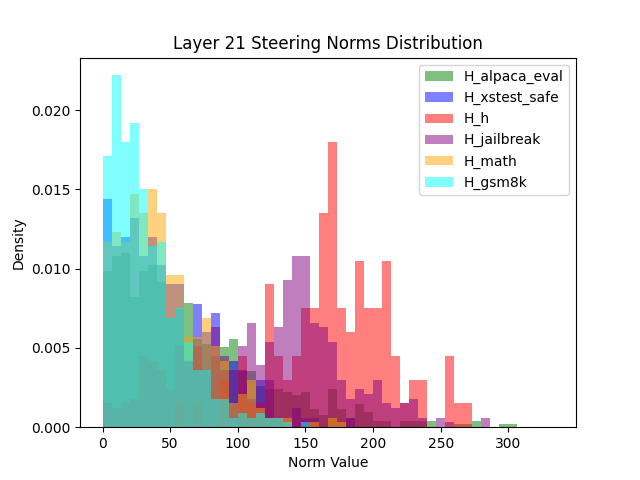 Layer 21 Steering Norms Distribution
H_alpaca_eval
H_xstest_safe
H_h
H_jailbreak
H_math
H_gsm8k
0.020
0.015
0.010
0.005
0.000
Density
0 50 100 150 200 250 300
Norm Value